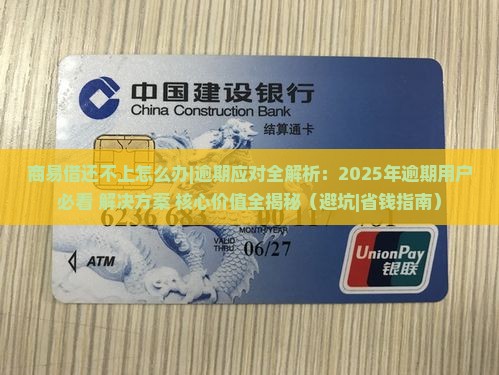 中国建设银行
China Construction Bank
结算通卡
商易倍还不上怎么办|逾期应对全解析：2025年逾期用户
必看 解决方案 核心价值全揭秘（避坑|省钱指南）
MONTH/YEAR
VALID THRU 06/27
ATM
UnionPay
银联